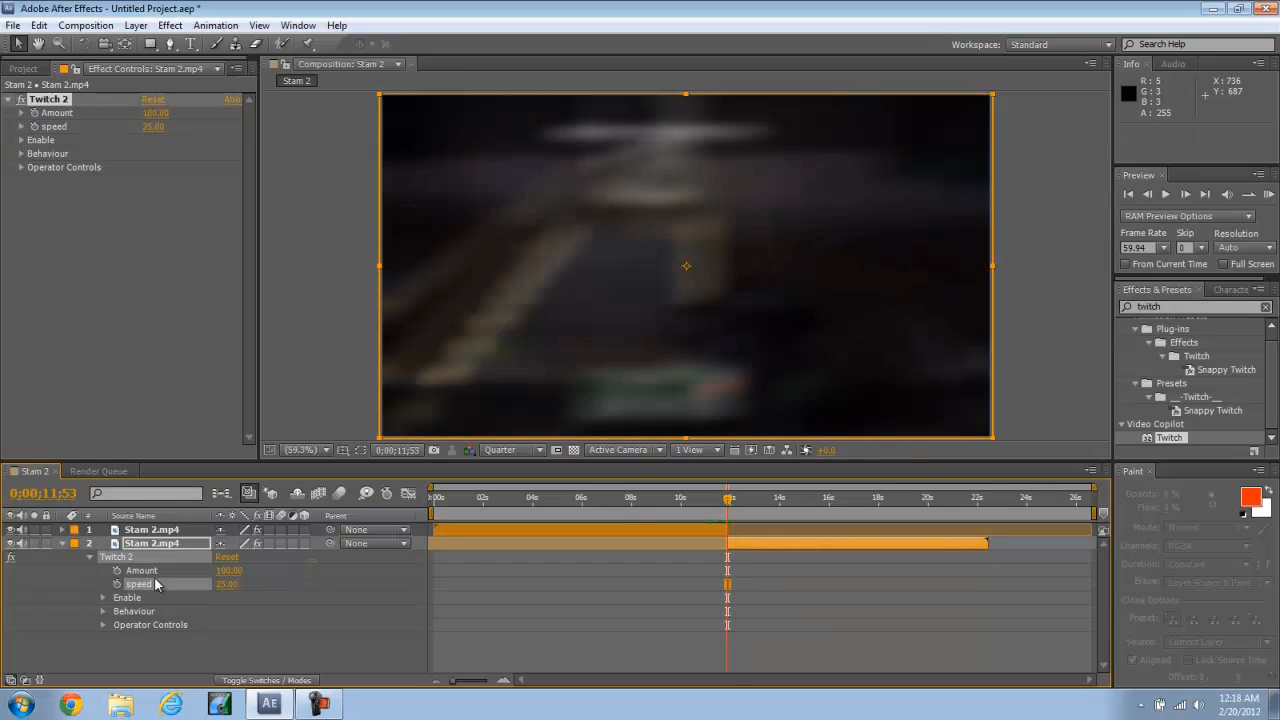 Adobe After Effects - Untitled Project.aep *
File Edit Composition Layer Effect Animation View Window Help
Workspace: Standard Search Help
Project Effect Controls: Stam 2.mp4
Stam 2 • Stam 2.mp4
Twitch 2 Reset Abo
Amount 100.00
speed 25.00
Enable
Behaviour
Operator Controls
Composition: Stam 2
Stam 2
(59.3%) 0;00;11;53 Quarter Active Camera 1 View +0.0
Info Audio
R : 5
G : 3
B : 3
A : 255
X : 736
Y : 687
Preview
RAM Preview Options
Frame Rate Skip Resolution
59.94 0 Auto
From Current Time Full Screen
Effects & Presets Characte
twitch
Plug-ins
Effects
Twitch
Snappy Twitch
Presets
__-Twitch-__
Snappy Twitch
Video Copilot
Twitch
Stam 2 Render Queue
0;00;11;53
# Source Name Parent
1 Stam 2.mp4 None
2 Stam 2.mp4 None
Twitch 2 Reset
Amount 100.00
speed 25.00
Enable
Behaviour
Operator Controls
Toggle Switches / Modes
02s 04s 06s 08s 10s 14s 16s 18s 20s 22s 24s 26s
Paint
Opacity: 0 %
Flow: 0 %
Mode: Normal
Channels: RGBA
Duration: Constant
Erase: Layer Source & Paint
Clone Options
Preset:
Source: Current Layer
Aligned Lock Source Time
12:18 AM
2/20/2012